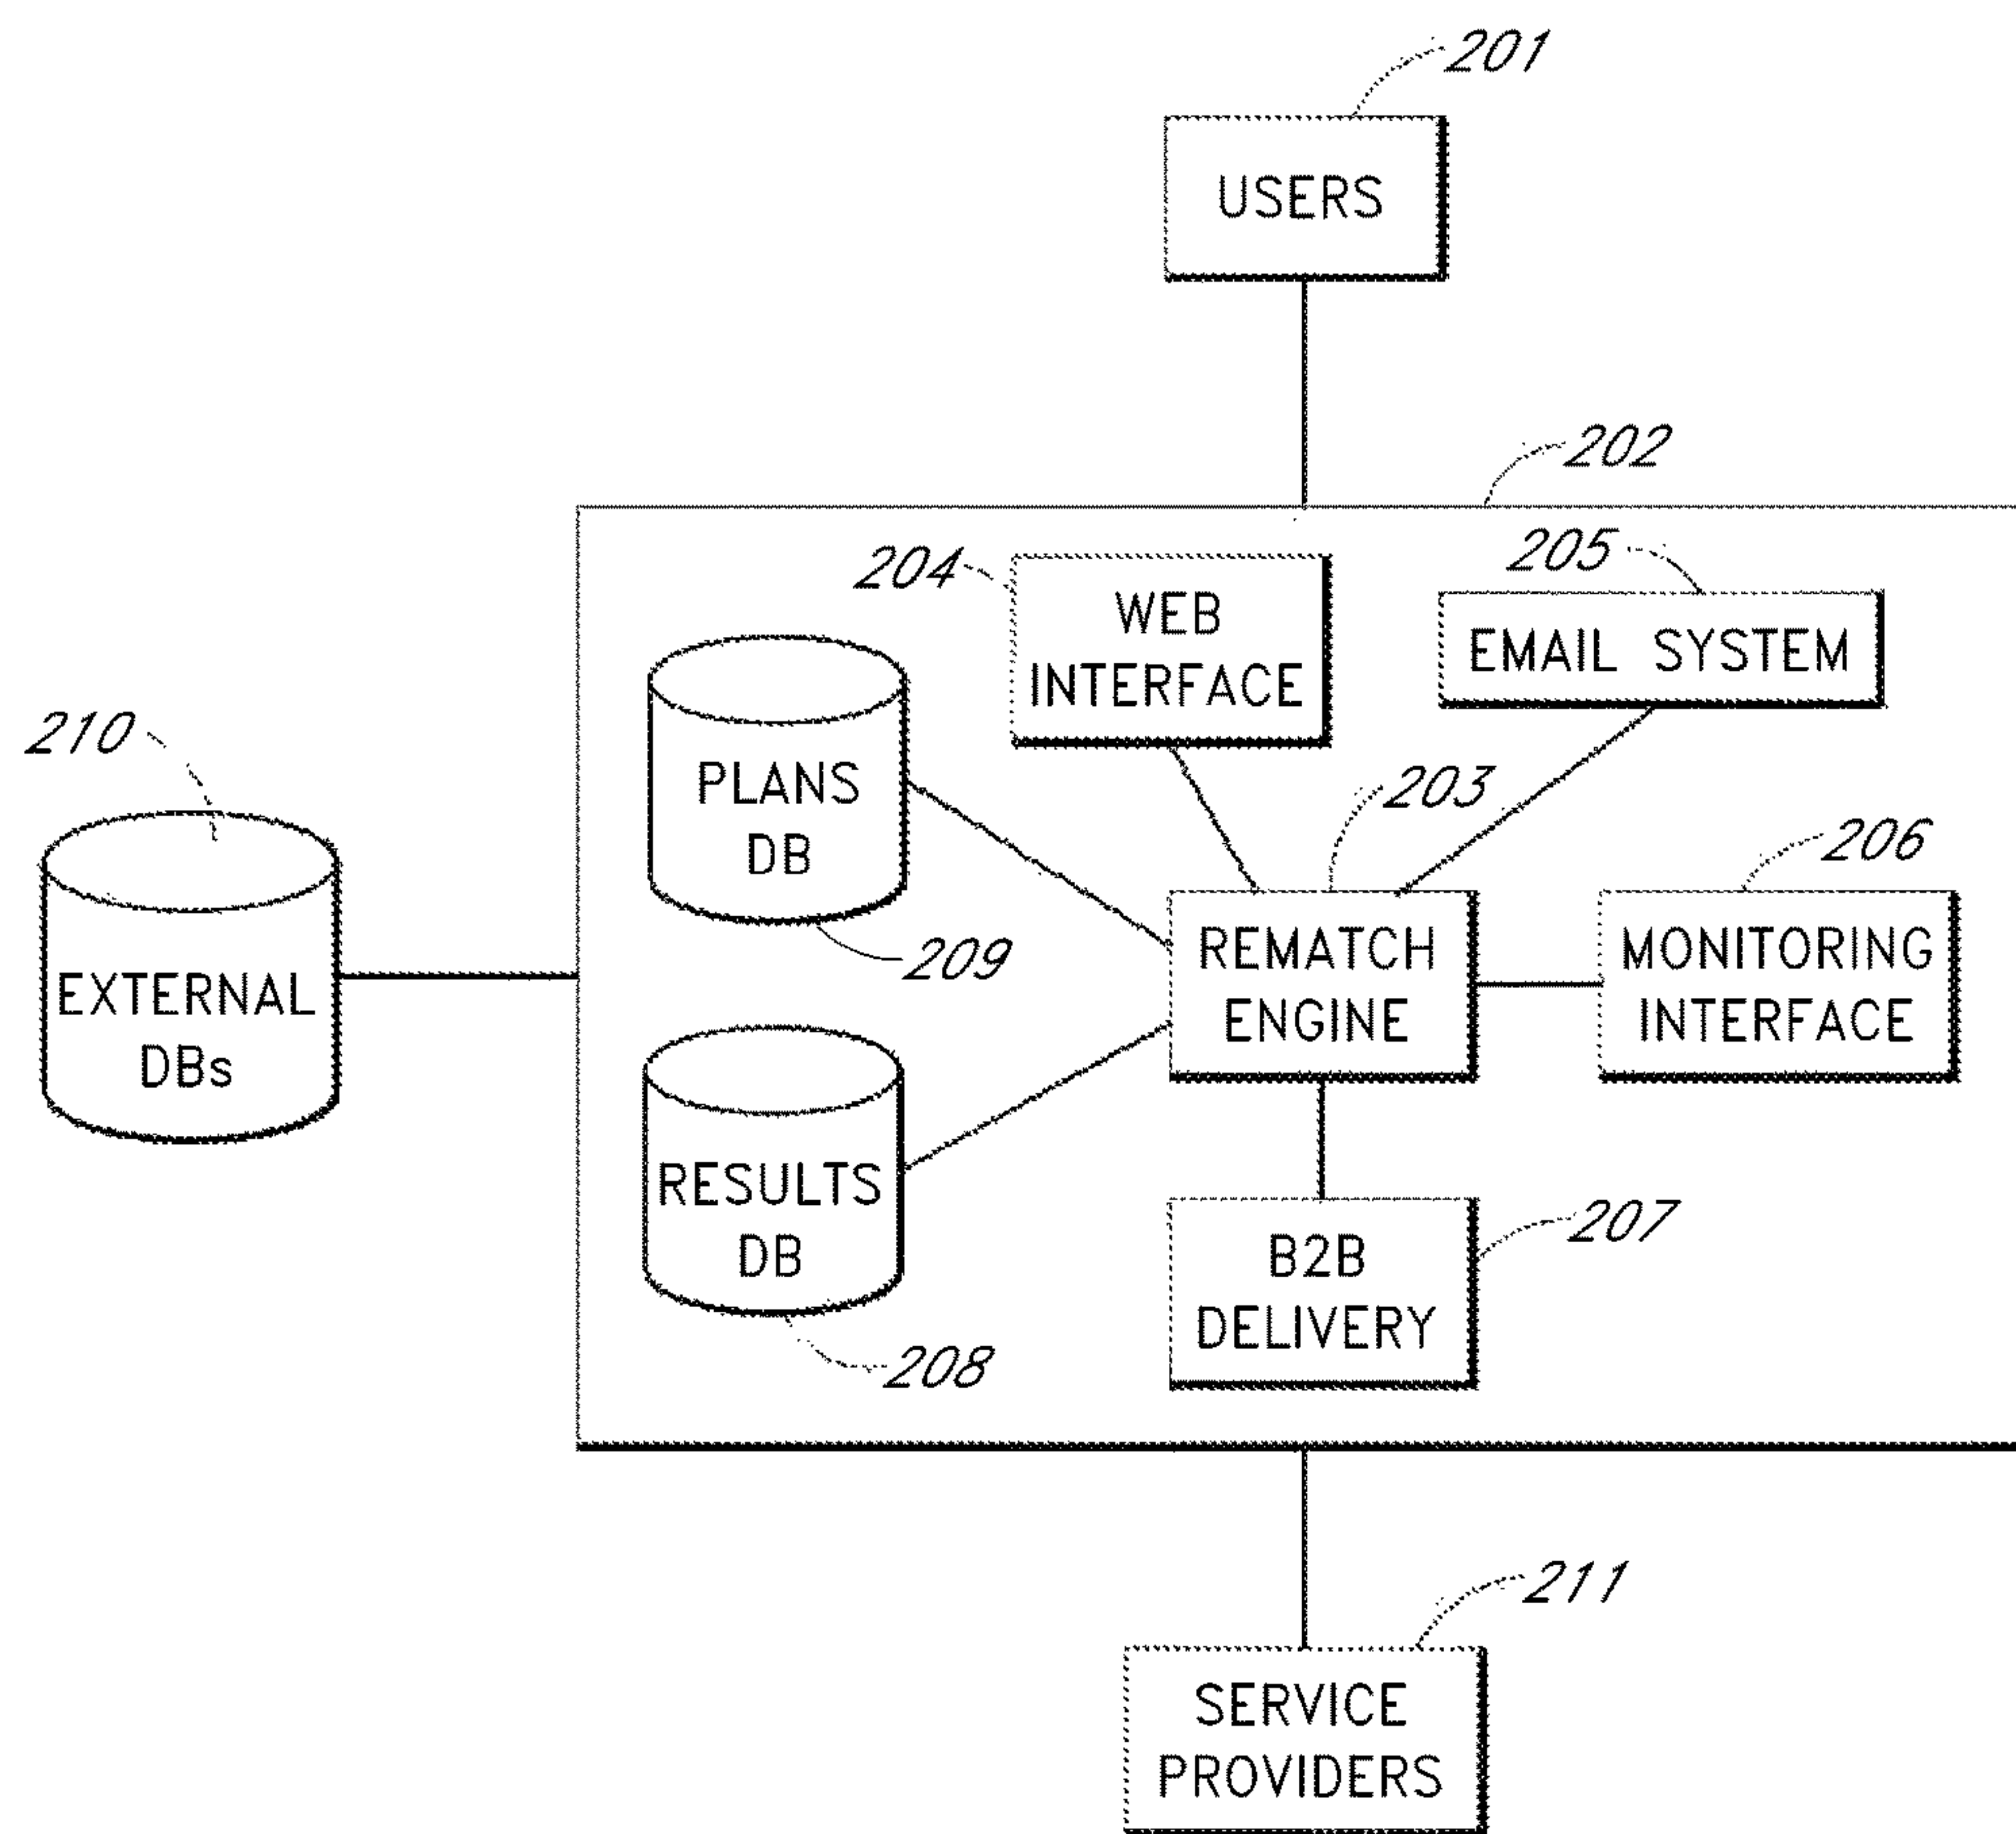 201
USERS
202
204
WEB
INTERFACE
205
EMAIL SYSTEM
210
EXTERNAL
DBs
PLANS
DB
209
203
REMATCH
ENGINE
206
MONITORING
INTERFACE
RESULTS
DB
208
B2B
DELIVERY
207
211
SERVICE
PROVIDERS